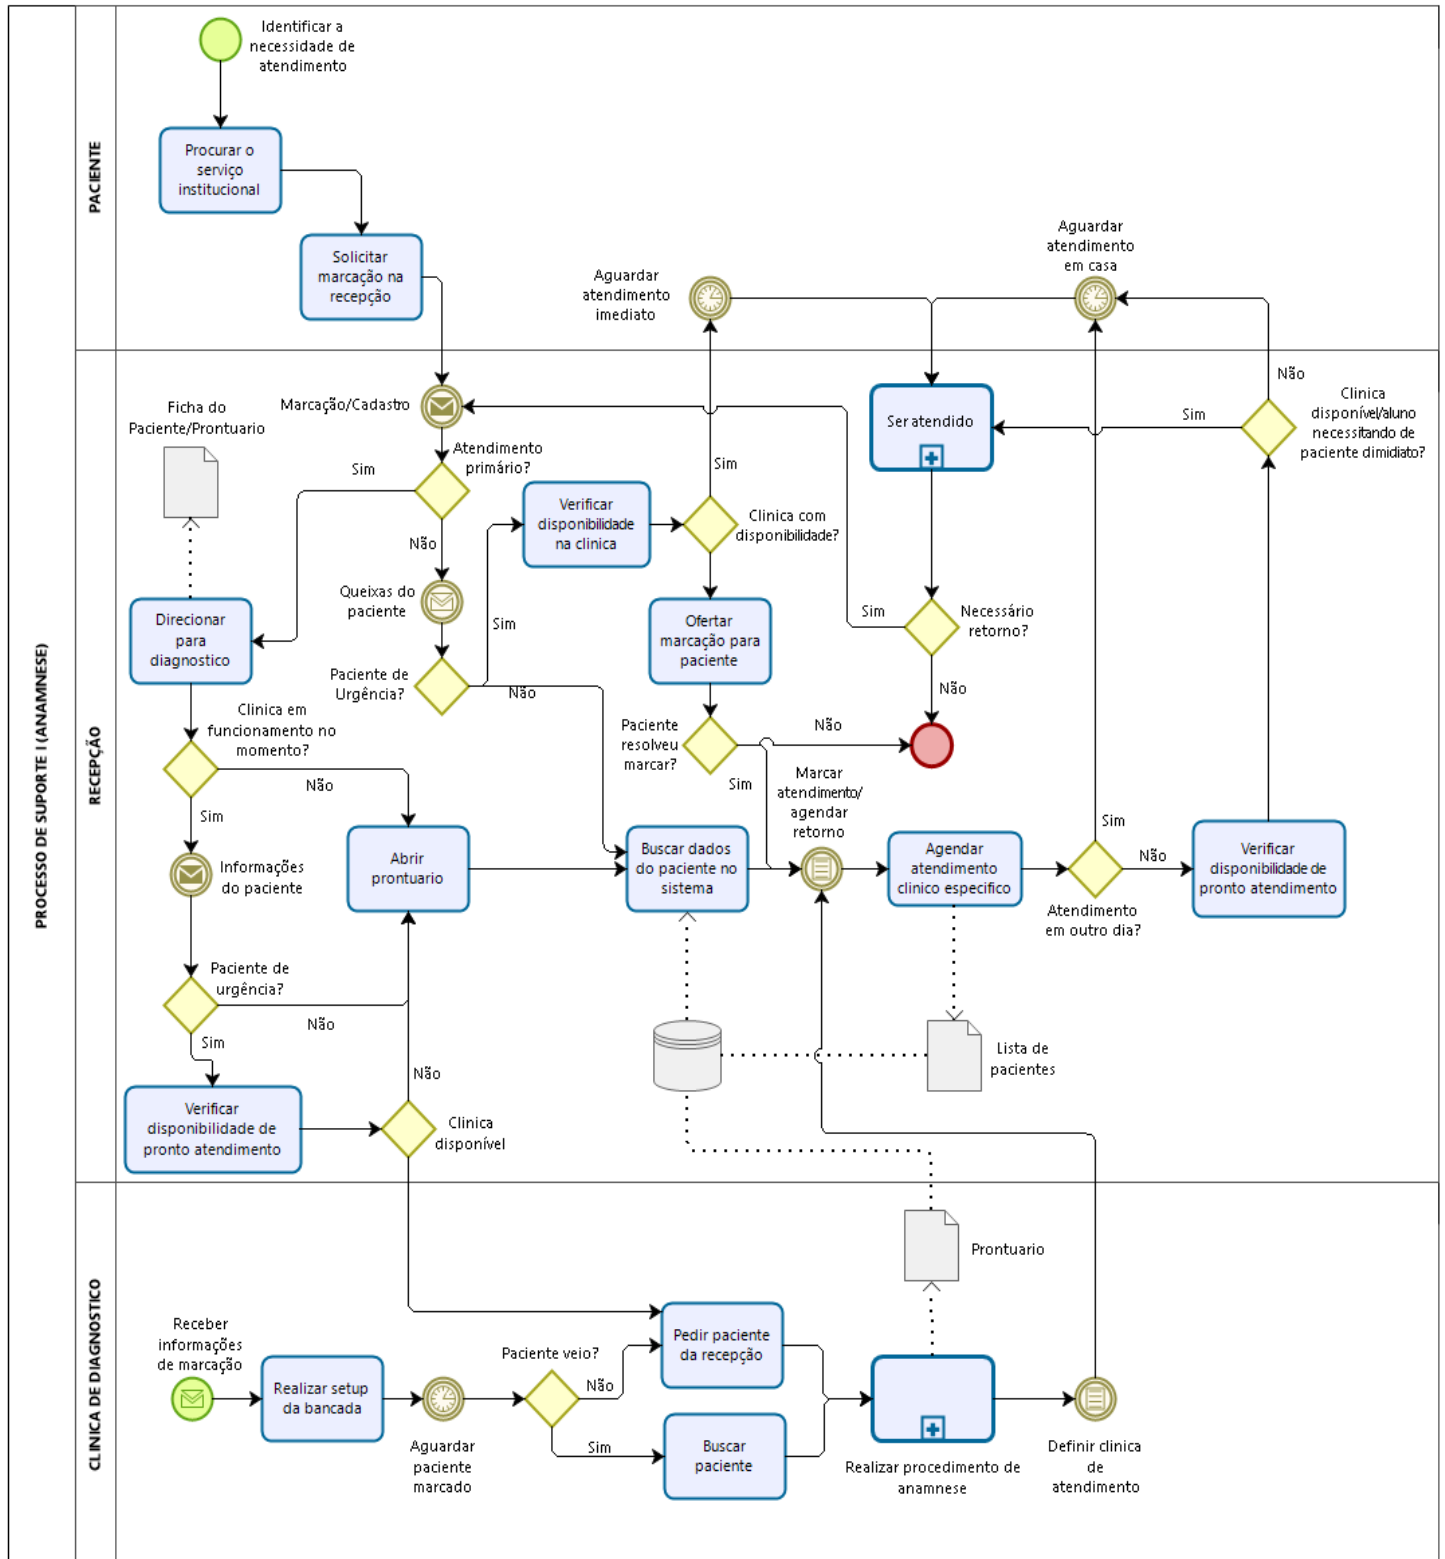 PROCESSO DE SUPORTE I (ANAMNESE)
PACIENTE
Identificar a
necessidade de
atendimento
Procurar o
serviço
institucional
Solicitar
marcação na
recepção
Aguardar
atendimento
imediato
Aguardar
atendimento
em casa
RECEPÇÃO
Marcação/Cadastro
Ficha do
Paciente/Prontuario
Atendimento
primário?
Sim
Não
Direcionar
para
diagnostico
Queixas do
paciente
Paciente de
Urgência?
Sim
Não
Verificar
disponibilidade
na clinica
Clinica com
disponibilidade?
Sim
Ofertar
marcação para
paciente
Paciente
resolveu
marcar?
Não
Sim
Ser atendido
Necessário
retorno?
Sim
Não
Clinica
disponível/aluno
necessitando de
paciente dimidiato?
Sim
Não
Clinica em
funcionamento no
momento?
Não
Sim
Informações
do paciente
Abrir
prontuario
Buscar dados
do paciente no
sistema
Marcar
atendimento/
agendar
retorno
Agendar
atendimento
clinico especifico
Atendimento
em outro dia?
Sim
Não
Verificar
disponibilidade de
pronto atendimento
Paciente de
urgência?
Não
Sim
Verificar
disponibilidade de
pronto atendimento
Clinica
disponível
Não
Lista de
pacientes
CLINICA DE DIAGNOSTICO
Receber
informações
de marcação
Realizar setup
da bancada
Aguardar
paciente
marcado
Paciente veio?
Não
Sim
Pedir paciente
da recepção
Buscar
paciente
Prontuario
Realizar procedimento de
anamnese
Definir clinica
de
atendimento